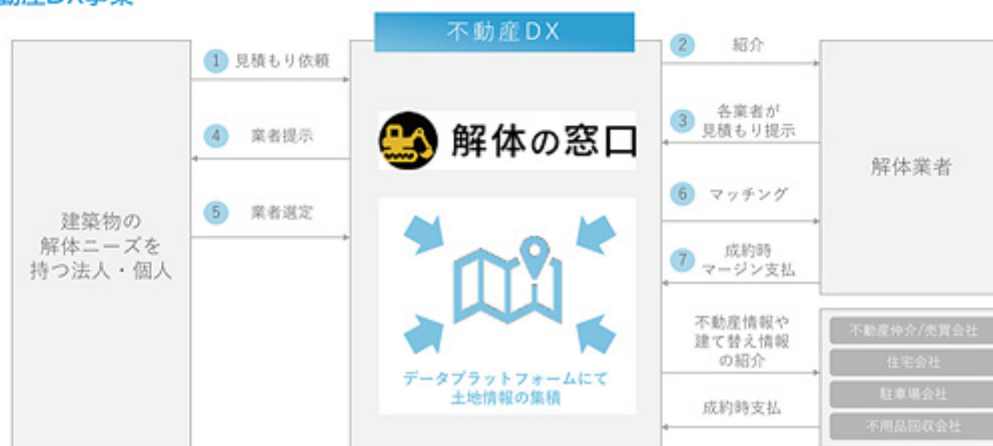 不動産DX事業
不動産DX
建築物の
解体ニーズを
持つ法人・個人
1 見積もり依頼
4 業者提示
5 業者選定
解体の窓口
データプラットフォームにて
土地情報の集積
2 紹介
3 各業者が
見積もり提示
6 マッチング
7 成約時
マージン支払
不動産情報や
建て替え情報
の紹介
成約時支払
解体業者
不動産仲介/売買会社
住宅会社
駐車場会社
不用品回収会社